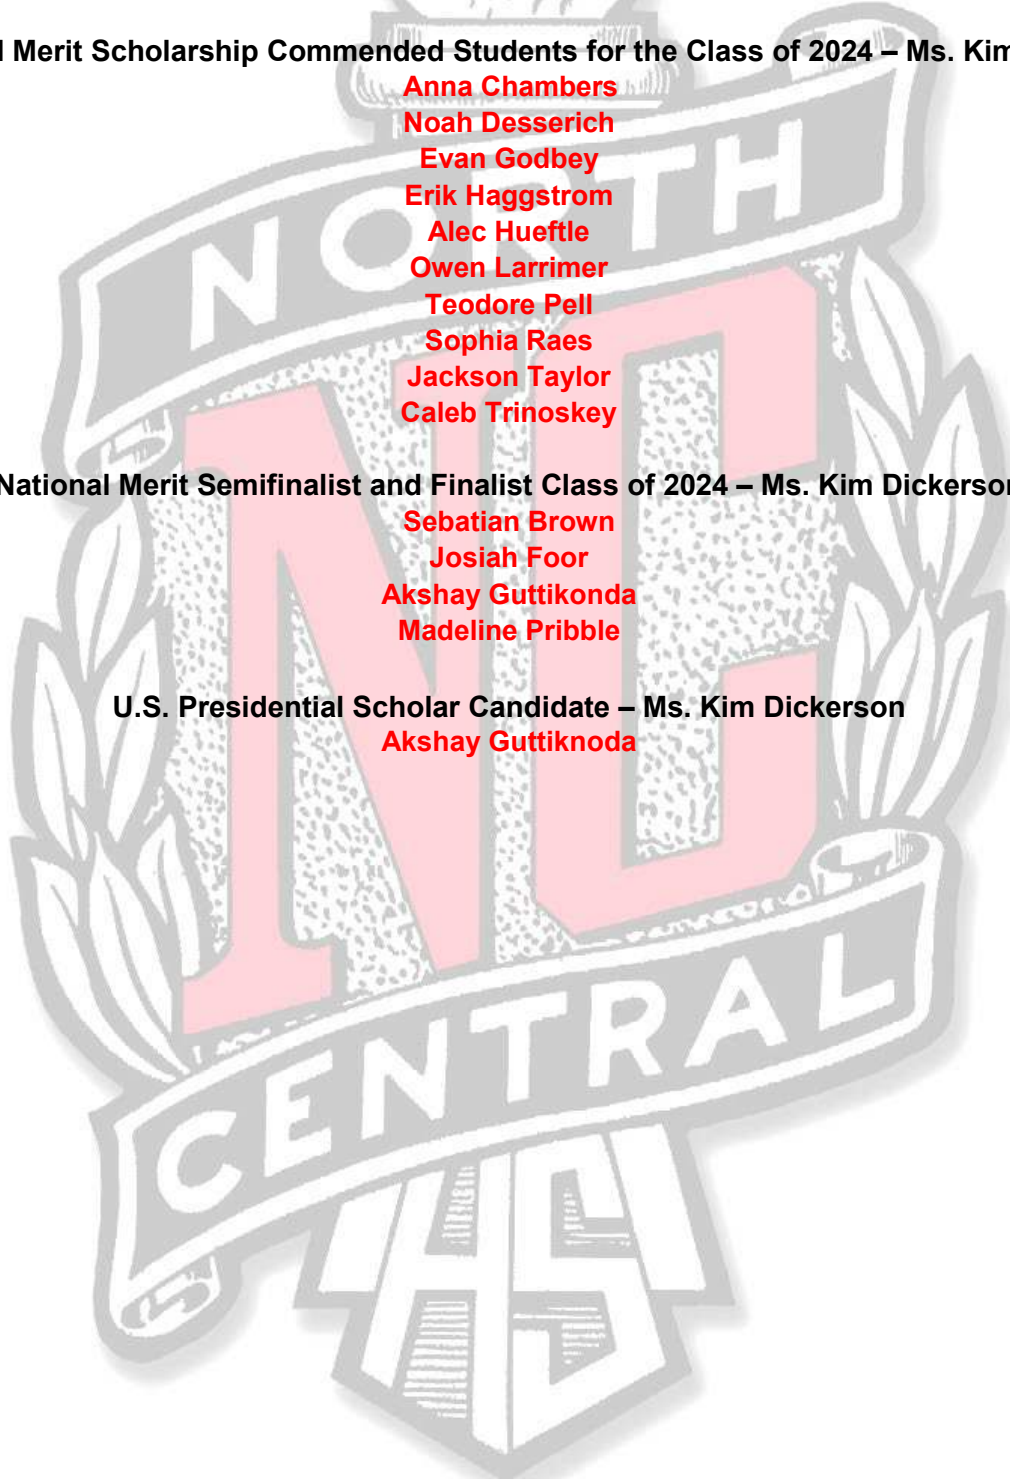 l Merit Scholarship Commended Students for the Class of 2024 – Ms. Kim
Anna Chambers
Noah Desserich
Evan Godbey
Erik Haggstrom
Alec Hueftle
Owen Larrimer
Teodore Pell
Sophia Raes
Jackson Taylor
Caleb Trinoskey
National Merit Semifinalist and Finalist Class of 2024 – Ms. Kim Dickerson
Sebatian Brown
Josiah Foor
Akshay Guttikonda
Madeline Pribble
U.S. Presidential Scholar Candidate – Ms. Kim Dickerson
Akshay Guttiknoda
NORTH
NC
CENTRAL
HS